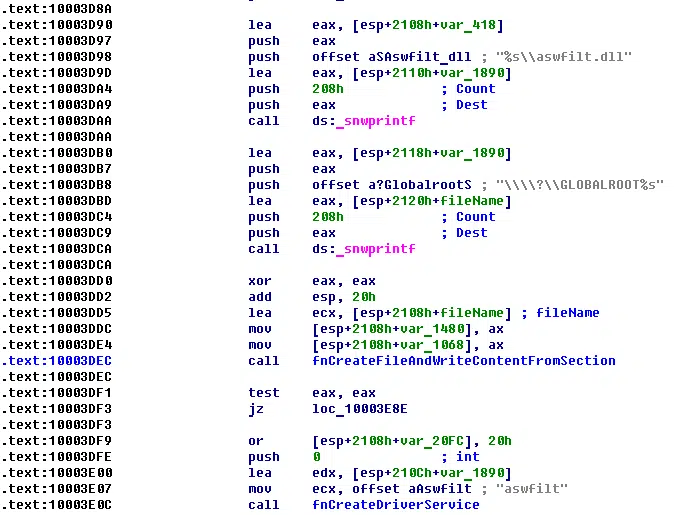 .text:10003D8A
.text:10003D90 lea eax, [esp+2108h+var_418]
.text:10003D97 push eax
.text:10003D98 push offset aSAswfilt_dll ; "%s\\aswfilt.dll"
.text:10003D9D lea eax, [esp+2110h+var_1890]
.text:10003DA4 push 208h ; Count
.text:10003DA9 push eax ; Dest
.text:10003DAA call ds:_snwprintf
.text:10003DAA
.text:10003DB0 lea eax, [esp+2118h+var_1890]
.text:10003DB7 push eax
.text:10003DB8 push offset a?GlobalrootS ; "\\\\?\\GLOBALROOT%s"
.text:10003DBD lea eax, [esp+2120h+fileName]
.text:10003DC4 push 208h ; Count
.text:10003DC9 push eax ; Dest
.text:10003DCA call ds:_snwprintf
.text:10003DCA
.text:10003DD0 xor eax, eax
.text:10003DD2 add esp, 20h
.text:10003DD5 lea ecx, [esp+2108h+fileName] ; fileName
.text:10003DDC mov [esp+2108h+var_1480], ax
.text:10003DE4 mov [esp+2108h+var_1068], ax
.text:10003DEC call fnCreateFileAndWriteContentFromSection
.text:10003DEC
.text:10003DF1 test eax, eax
.text:10003DF3 jz loc_10003E8E
.text:10003DF3
.text:10003DF9 or [esp+2108h+var_20FC], 20h
.text:10003DFE push 0 ; int
.text:10003E00 lea edx, [esp+210Ch+var_1890]
.text:10003E07 mov ecx, offset aAswfilt ; "aswfilt"
.text:10003E0C call fnCreateDriverService